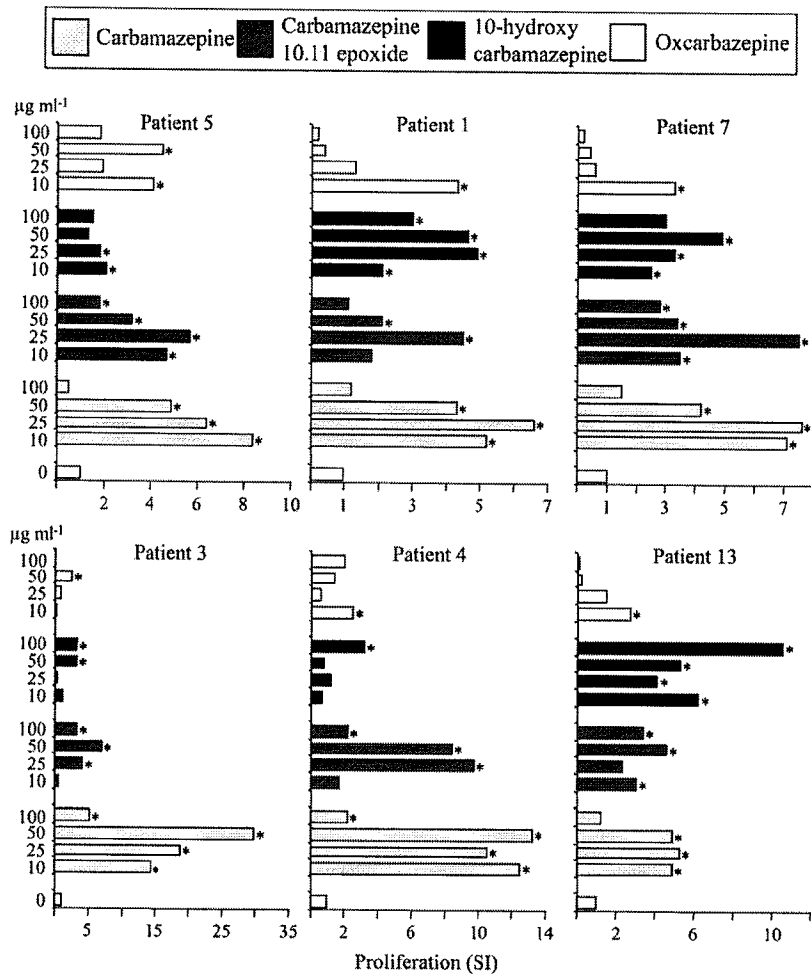 Carbamazepine
Carbamazepine 10.11 epoxide
10-hydroxy carbamazepine
Oxcarbazepine
µg ml-1
Patient 5
Patient 1
Patient 7
100
50 *
25
10 * * *
100 *
50 * *
25 * * *
10 * * *
100 * *
50 * * *
25 * * *
10 * *
100
50 * * *
25 * * *
10 * * *
0
0 2 4 6 8 10
1 3 5 7
1 3 5 7
µg ml-1
Patient 3
Patient 4
Patient 13
100
50 *
25
10 * *
100 * * *
50 * *
25 *
10 *
100 * * *
50 * * *
25 * *
10 *
100 * *
50 * * *
25 * * *
10 * * *
0
5 15 25 35
2 6 10 14
2 6 10
Proliferation (SI)